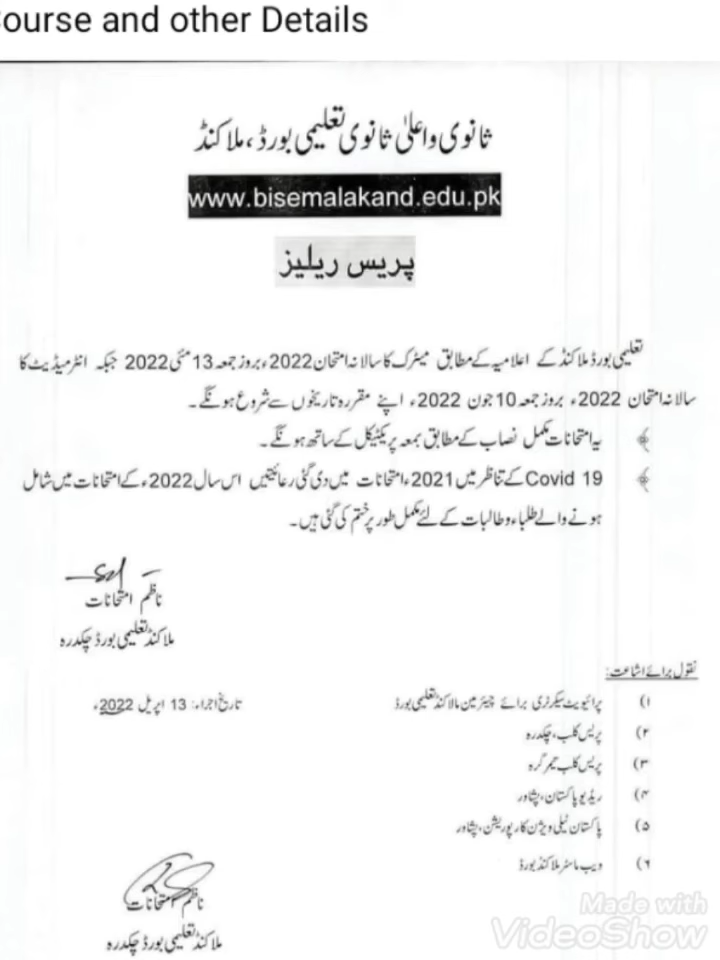 ourse and other Details
ثانوی و اعلیٰ ثانوی تعلیمی بورڈ، ملاکنڈ
www.bisemalakand.edu.pk
پریس ریلیز
تعلیمی بورڈ ملاکنڈ کے اعلامیہ کے مطابق میٹرک کا سالانہ امتحان 2022ء بروز جمعہ 13 مئی 2022 جبکہ انٹرمیڈیٹ کا
سالانہ امتحان 2022ء بروز جمعہ 10 جون 2022ء اپنے مقررہ تاریخوں سے شروع ہونگے۔
یہ امتحانات مکمل نصاب کے مطابق بمعہ پریکٹیکل کے ساتھ ہونگے۔
Covid 19 کے تناظر میں 2021ء امتحانات میں دی گئی رعائتیں اس سال 2022ء کے امتحانات میں شامل
ہونے والے طلباء و طالبات کے لئے مکمل طور پر ختم کی گئی ہیں۔
ناظم امتحانات
ملاکنڈ تعلیمی بورڈ چکدرہ
نقول برائے اشاعت:
تاریخ اجراء: 13 اپریل 2022ء
۱) پرائیویٹ سیکرٹری برائے چیئرمین مالاکنڈ تعلیمی بورڈ
۲) پریس کلب، چکدرہ
۳) پریس کلب تیمرگرہ
۴) ریڈیو پاکستان، پشاور
۵) پاکستان ٹیلی ویژن کارپوریشن، پشاور
۶) ویب ماسٹر ملاکنڈ بورڈ
ناظم امتحانات
ملاکنڈ تعلیمی بورڈ چکدرہ
Made with
VideoShow